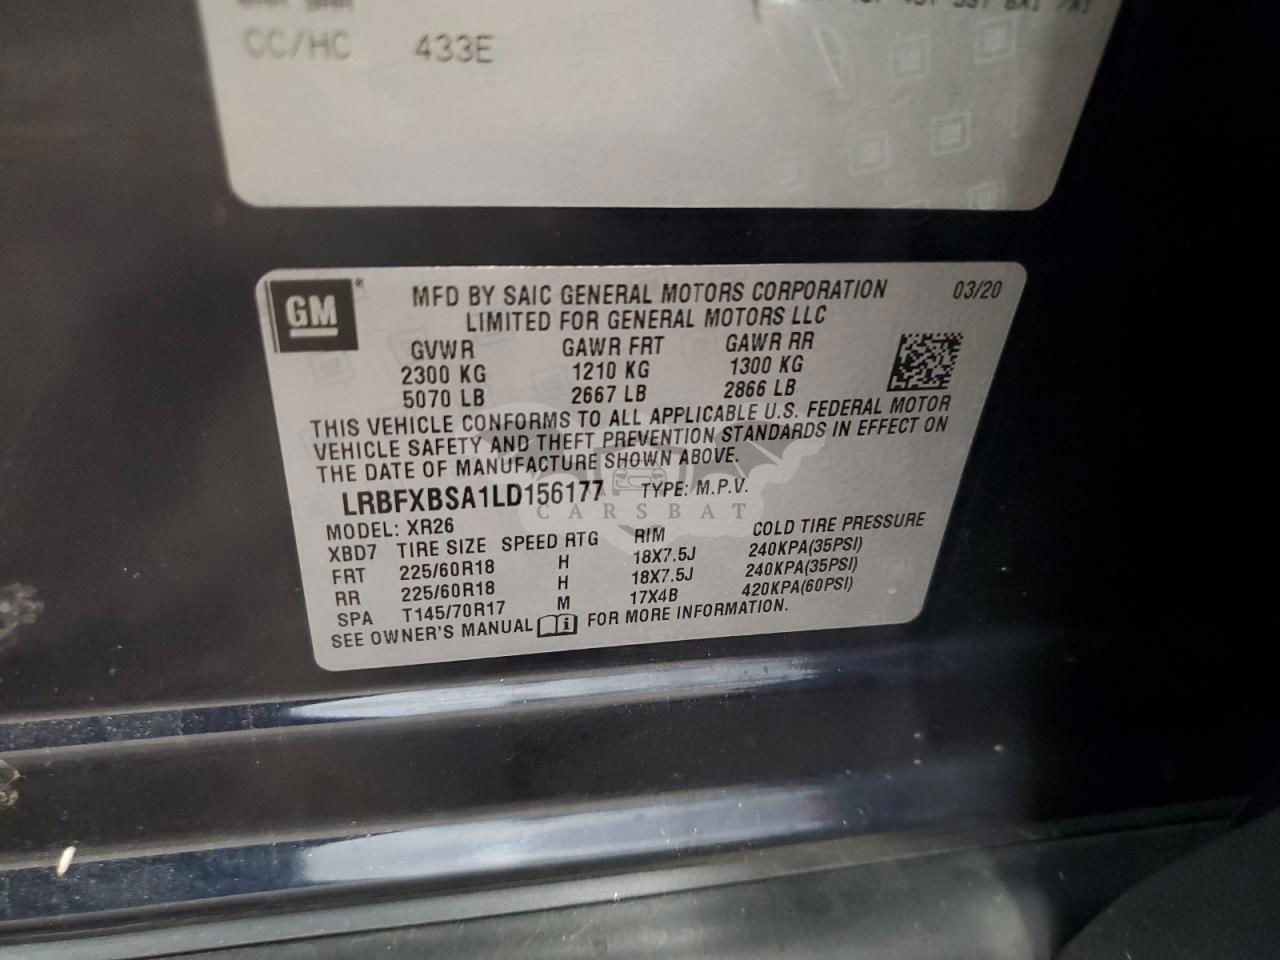 CC/HC 433E
GM
MFD BY SAIC GENERAL MOTORS CORPORATION 03/20
LIMITED FOR GENERAL MOTORS LLC
GVWR GAWR FRT GAWR RR
2300 KG 1210 KG 1300 KG
5070 LB 2667 LB 2866 LB
THIS VEHICLE CONFORMS TO ALL APPLICABLE U.S. FEDERAL MOTOR
VEHICLE SAFETY AND THEFT PREVENTION STANDARDS IN EFFECT ON
THE DATE OF MANUFACTURE SHOWN ABOVE.
LRBFXBSA1LD156177 TYPE: M.P.V.
CARSBAT
MODEL: XR26
XBD7 TIRE SIZE SPEED RTG RIM COLD TIRE PRESSURE
FRT 225/60R18 H 18X7.5J 240KPA(35PSI)
RR 225/60R18 H 18X7.5J 240KPA(35PSI)
SPA T145/70R17 M 17X4B 420KPA(60PSI)
SEE OWNER'S MANUAL FOR MORE INFORMATION.